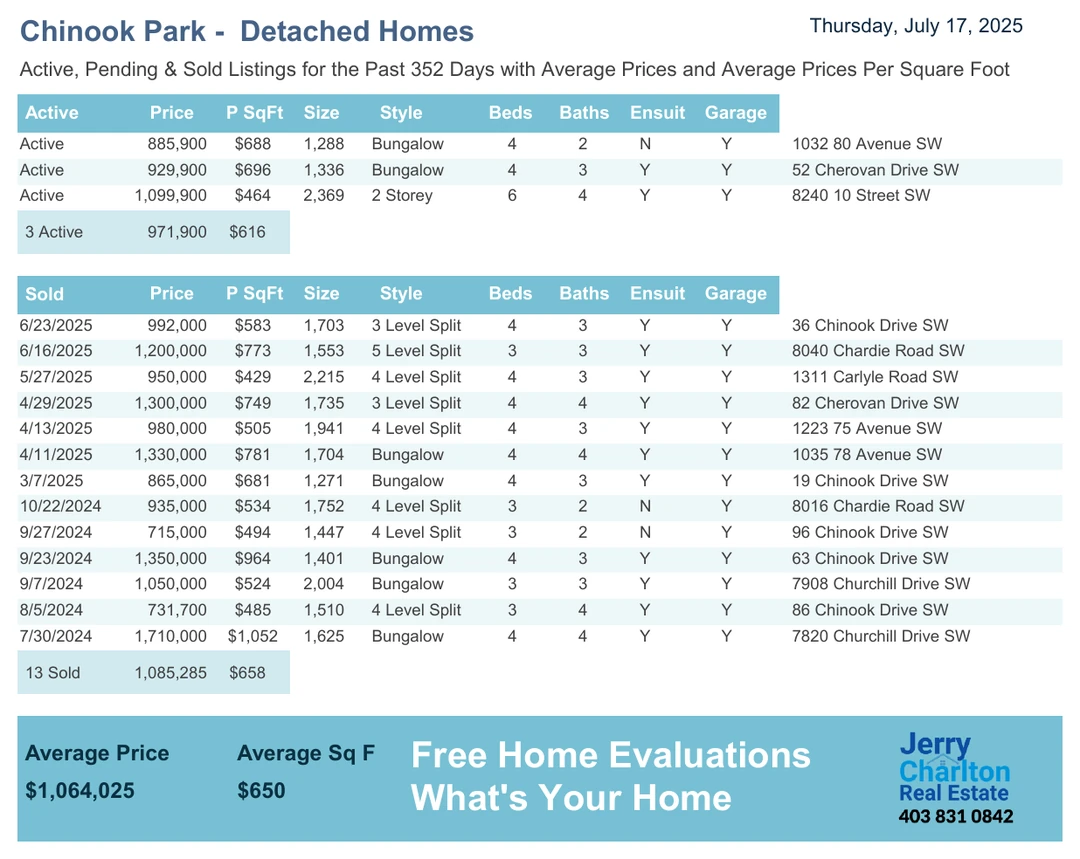 Chinook Park - Detached Homes
Thursday, July 17, 2025
Active, Pending & Sold Listings for the Past 352 Days with Average Prices and Average Prices Per Square Foot
Active Price P SqFt Size Style Beds Baths Ensuit Garage
Active 885,900 $688 1,288 Bungalow 4 2 N Y 1032 80 Avenue SW
Active 929,900 $696 1,336 Bungalow 4 3 Y Y 52 Cherovan Drive SW
Active 1,099,900 $464 2,369 2 Storey 6 4 Y Y 8240 10 Street SW
3 Active 971,900 $616
Sold Price P SqFt Size Style Beds Baths Ensuit Garage
6/23/2025 992,000 $583 1,703 3 Level Split 4 3 Y Y 36 Chinook Drive SW
6/16/2025 1,200,000 $773 1,553 5 Level Split 3 3 Y Y 8040 Chardie Road SW
5/27/2025 950,000 $429 2,215 4 Level Split 4 3 Y Y 1311 Carlyle Road SW
4/29/2025 1,300,000 $749 1,735 3 Level Split 4 4 Y Y 82 Cherovan Drive SW
4/13/2025 980,000 $505 1,941 4 Level Split 4 3 Y Y 1223 75 Avenue SW
4/11/2025 1,330,000 $781 1,704 Bungalow 4 4 Y Y 1035 78 Avenue SW
3/7/2025 865,000 $681 1,271 Bungalow 4 3 Y Y 19 Chinook Drive SW
10/22/2024 935,000 $534 1,752 4 Level Split 3 2 N Y 8016 Chardie Road SW
9/27/2024 715,000 $494 1,447 4 Level Split 3 2 N Y 96 Chinook Drive SW
9/23/2024 1,350,000 $964 1,401 Bungalow 4 3 Y Y 63 Chinook Drive SW
9/7/2024 1,050,000 $524 2,004 Bungalow 3 3 Y Y 7908 Churchill Drive SW
8/5/2024 731,700 $485 1,510 4 Level Split 3 4 Y Y 86 Chinook Drive SW
7/30/2024 1,710,000 $1,052 1,625 Bungalow 4 4 Y Y 7820 Churchill Drive SW
13 Sold 1,085,285 $658
Average Price Average Sq F
$1,064,025 $650
Free Home Evaluations
What's Your Home
Jerry
Charlton
Real Estate
403 831 0842